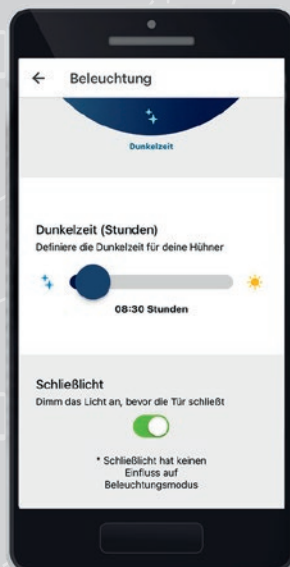 Beleuchtung
Dunkelzeit
Dunkelzeit (Stunden)
Definiere die Dunkelzeit für deine Hühner
08:30 Stunden
Schließlicht
Dimm das Licht an, bevor die Tür schließt
* Schließlicht hat keinen
Einfluss auf
Beleuchtungsmodus